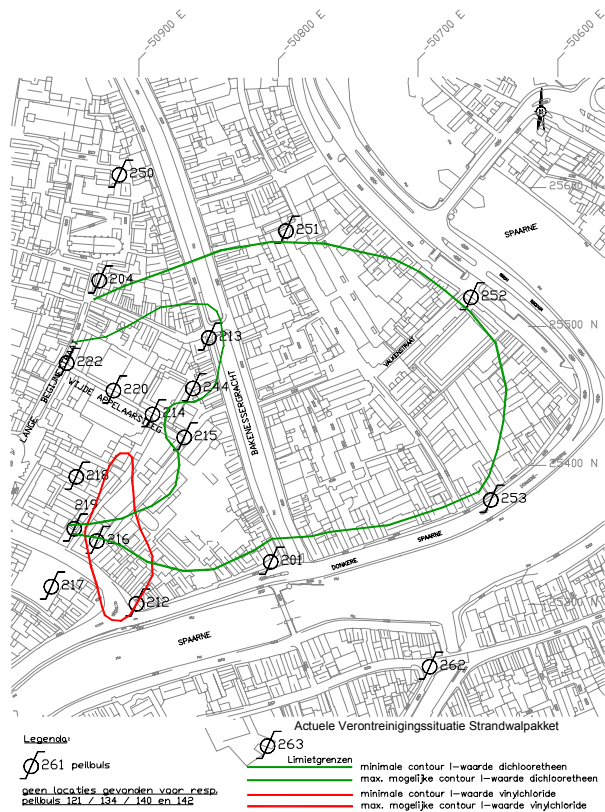 -50900 E
-50800 E
-50700 E
-50600 E
250
25600 N
251
SPAARNE
204
252
25500 N
213
VALKENSTRAAT
222
LANGE BEGIJNESTRAAT
220
244
WIJDE APPELAARSTEEG
214
BAKENESSERGRACHT
215
218
25400 N
219
253
216
201
DONKERE SPAARNE
217
212
SPAARNE
262
Actuele Verontreinigingssituatie Strandwalpakket
Legenda:
263
261 peilbuis
Limietgrenzen
minimale contour I-waarde dichlooretheen
max. mogelijke contour I-waarde dichlooretheen
geen locaties gevonden voor resp.
peilbuis 121 / 134 / 140 en 142
minimale contour I-waarde vinylchloride
max. mogelijke contour I-waarde vinylchloride